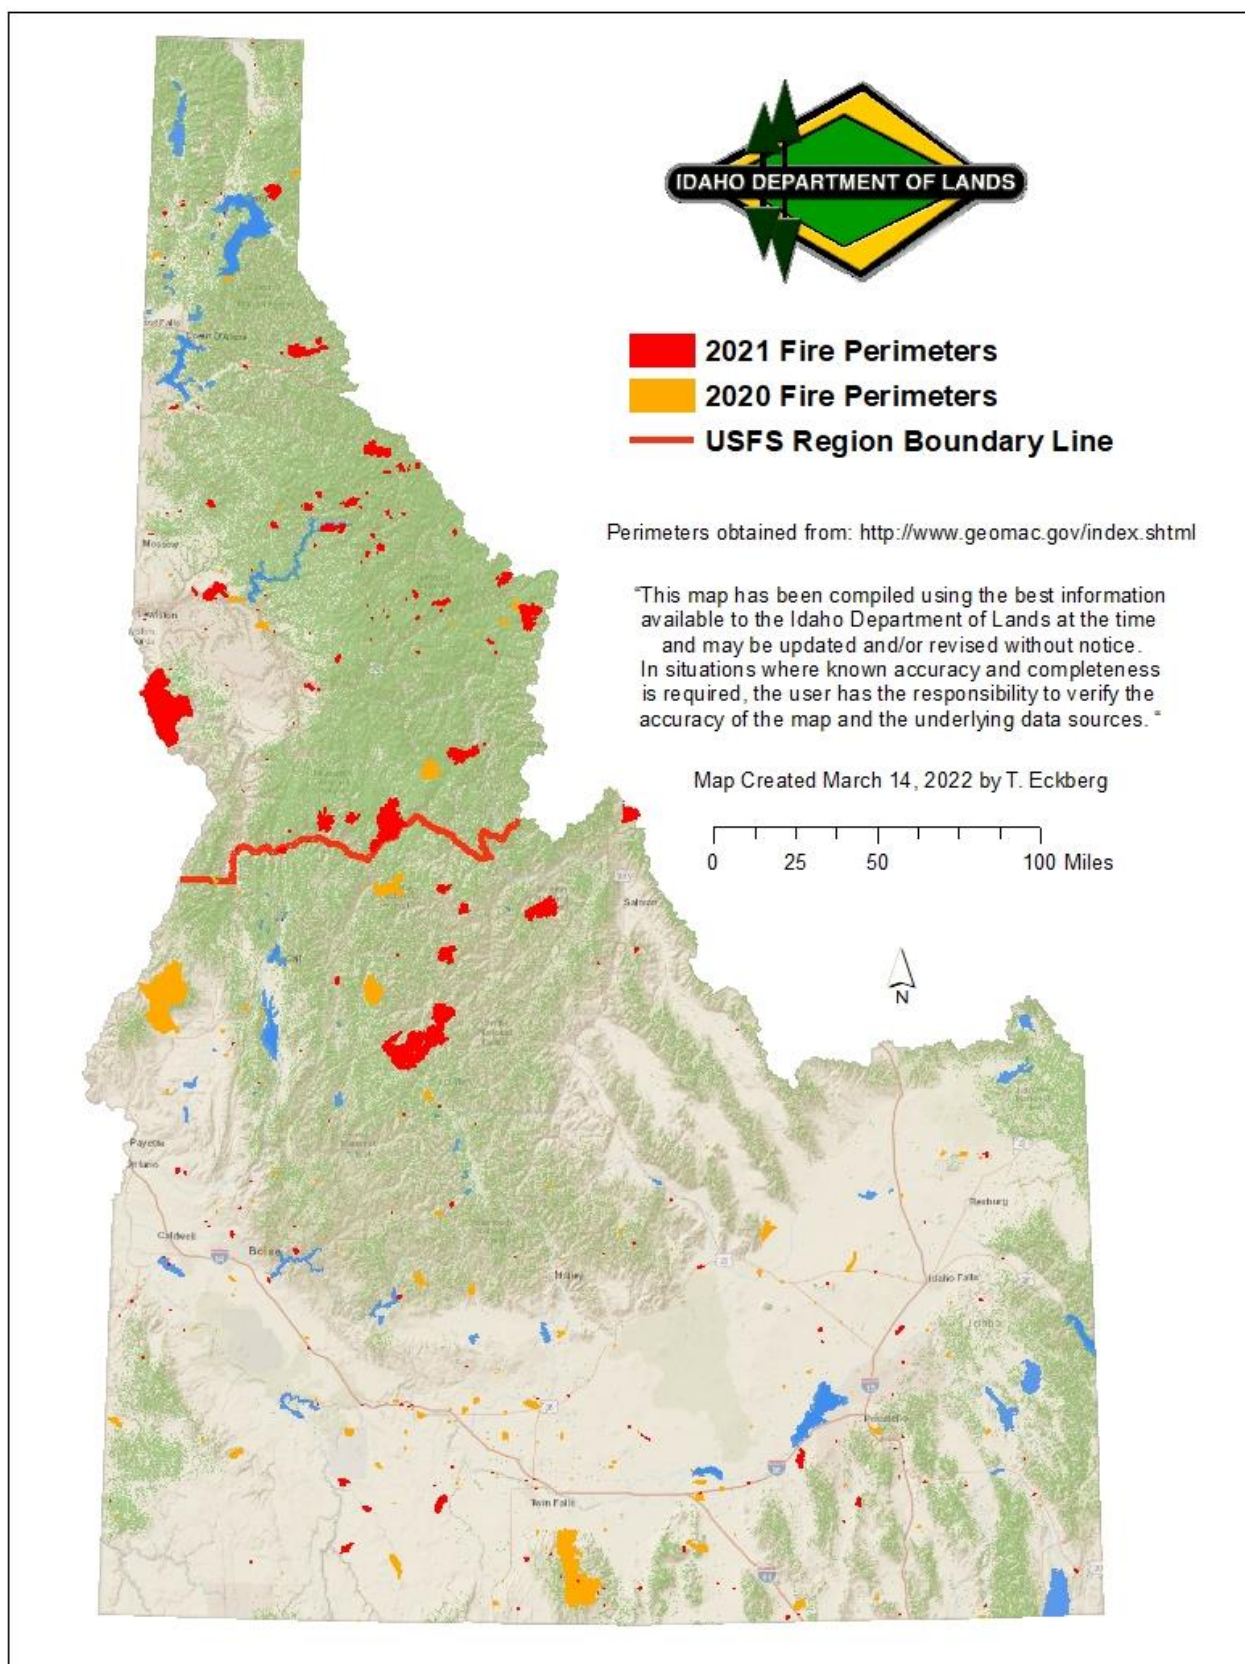 IDAHO DEPARTMENT OF LANDS
2021 Fire Perimeters
2020 Fire Perimeters
USFS Region Boundary Line
Perimeters obtained from: http://www.geomac.gov/index.shtml
"This map has been compiled using the best information
available to the Idaho Department of Lands at the time
and may be updated and/or revised without notice.
In situations where known accuracy and completeness
is required, the user has the responsibility to verify the
accuracy of the map and the underlying data sources. "
Map Created March 14, 2022 by T. Eckberg
0 25 50 100 Miles
N
Moscow
Lewiston
Salmon
Payette
Caldwell
Boise
Hailey
Rexburg
Idaho Falls
Pocatello
Twin Falls